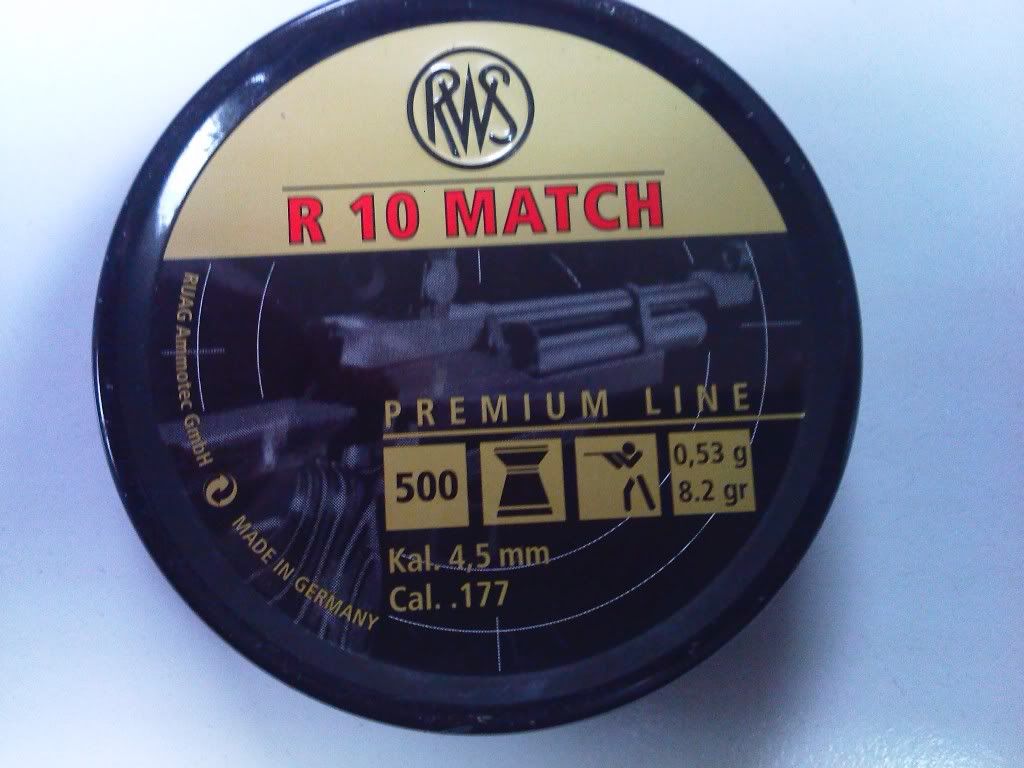 RWS
R 10 MATCH
PREMIUM LINE
500
0,53 g
8.2 gr
Kal. 4,5 mm
Cal. .177
RUAG Ammotec GmbH
MADE IN GERMANY